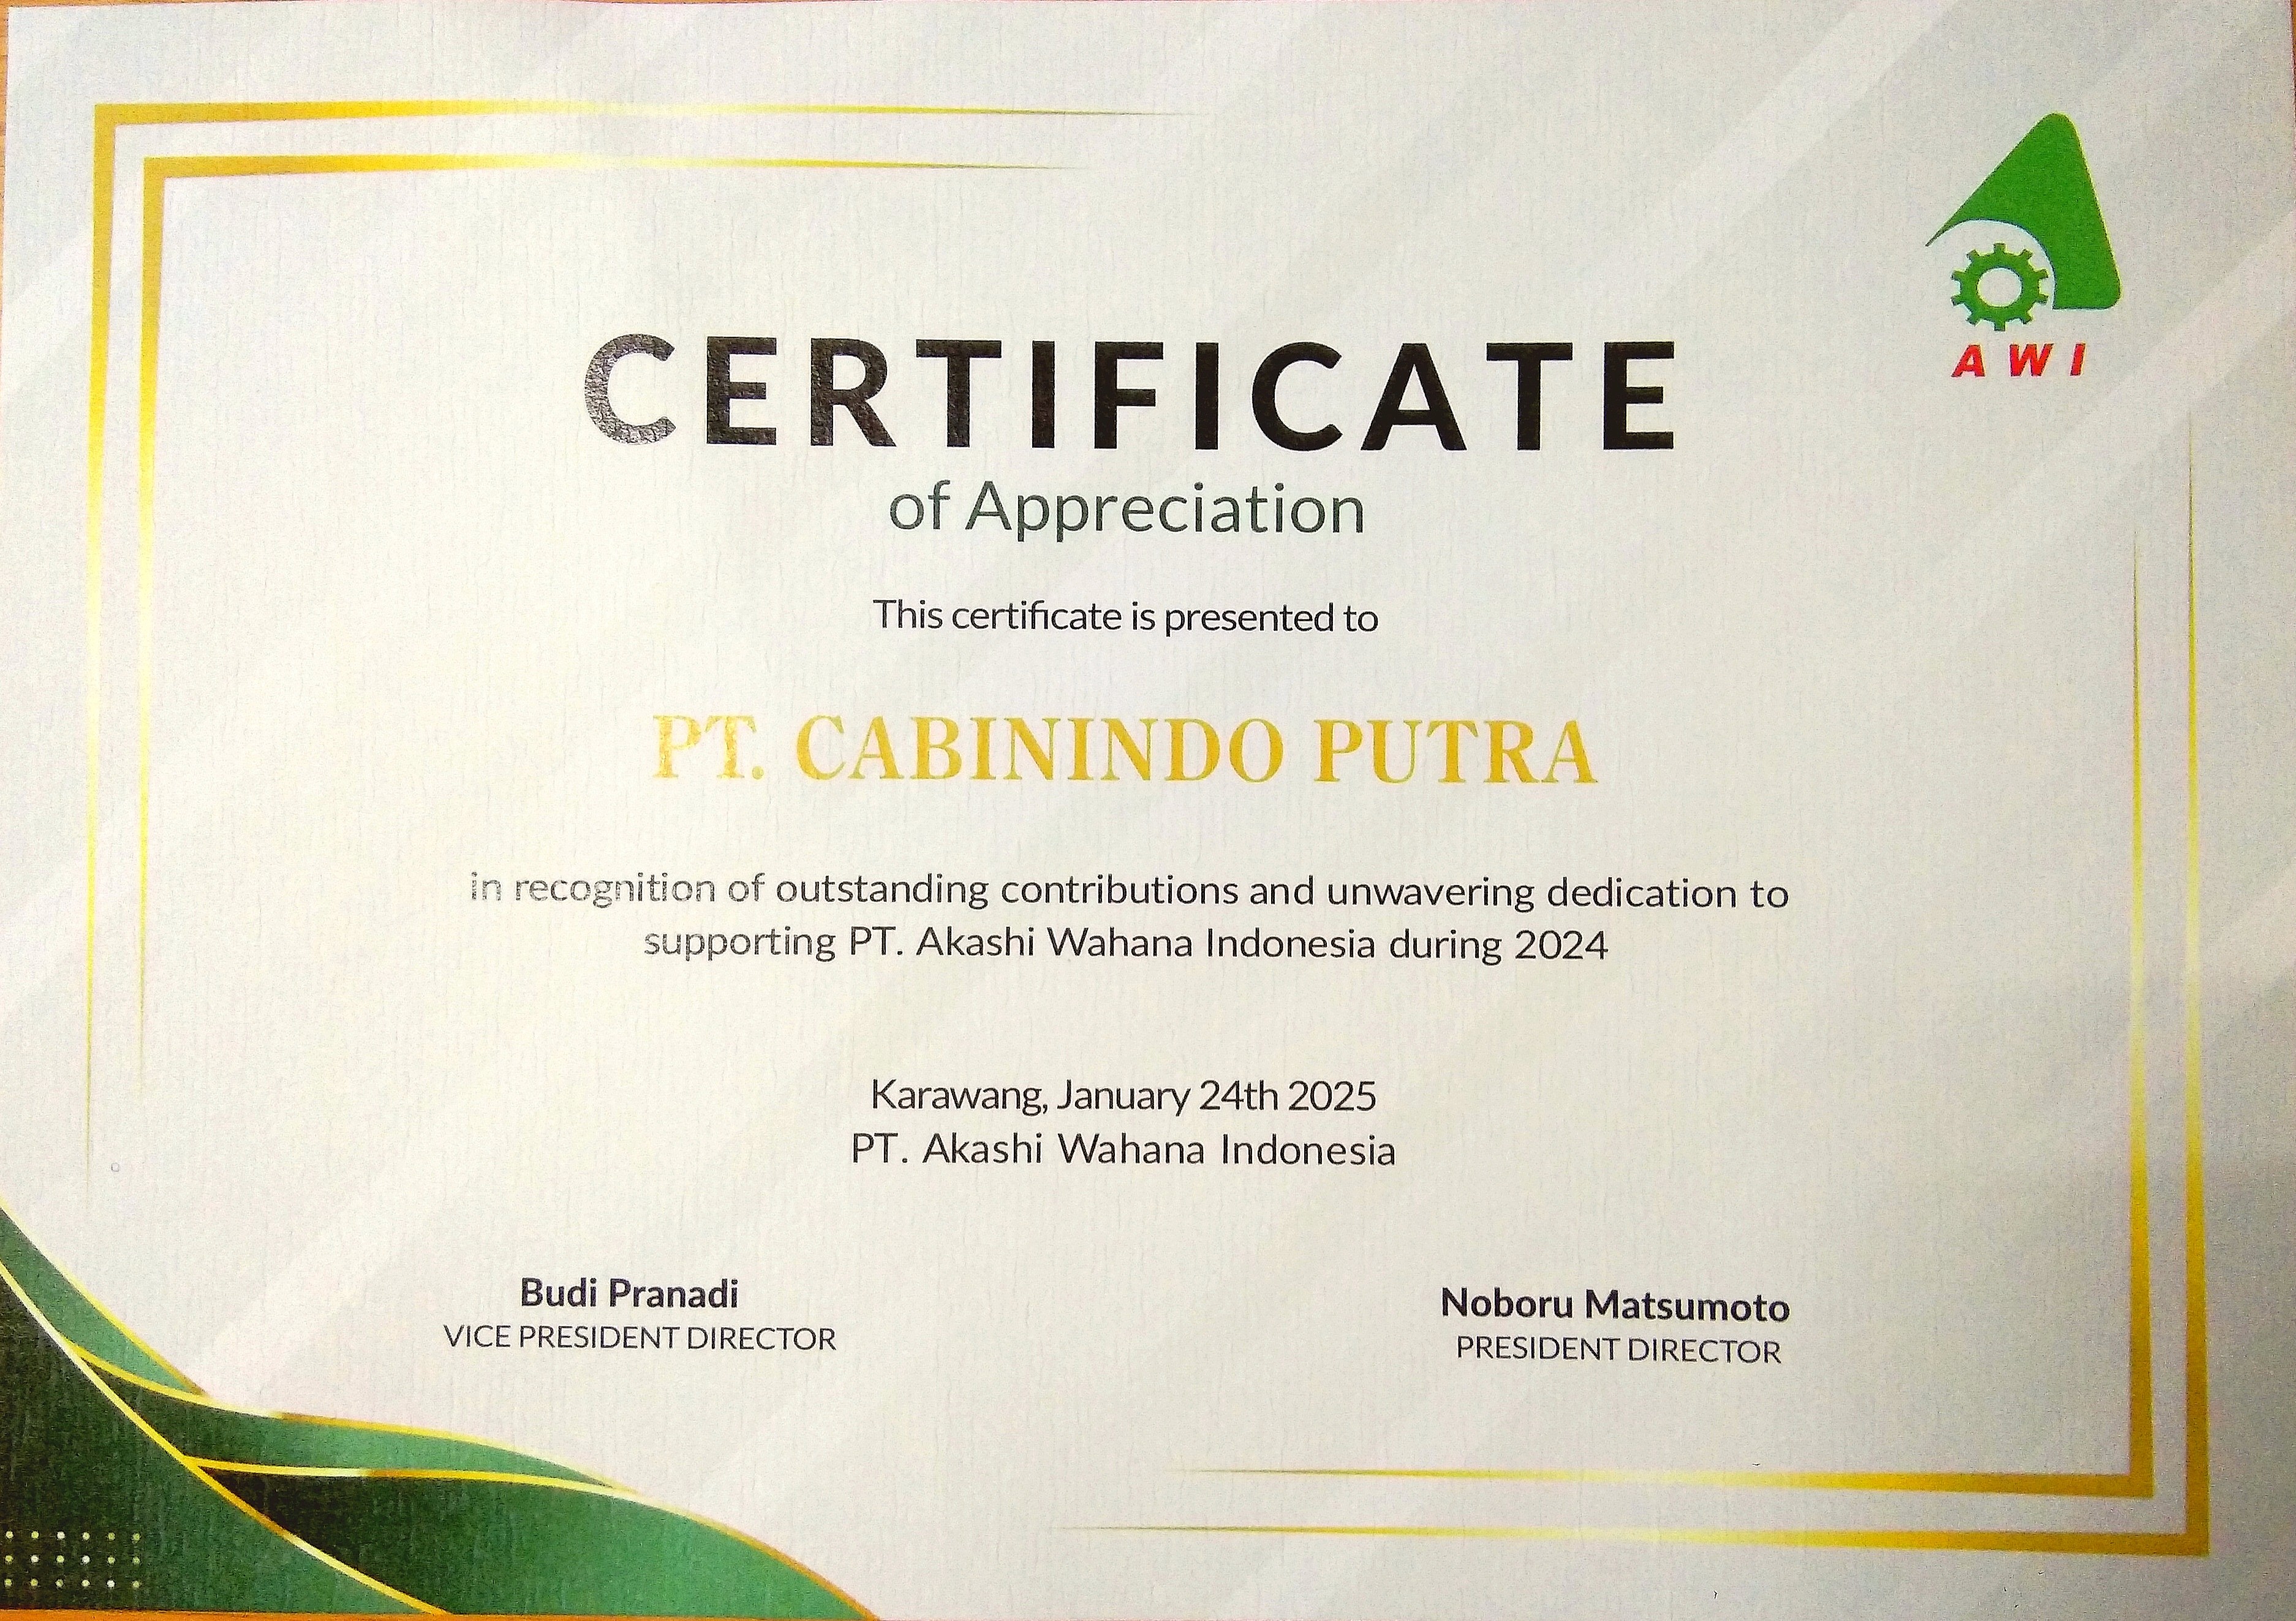 AWI
CERTIFICATE
of Appreciation
This certificate is presented to
PT. CABININDO PUTRA
in recognition of outstanding contributions and unwavering dedication to
supporting PT. Akashi Wahana Indonesia during 2024
Karawang, January 24th 2025
PT. Akashi Wahana Indonesia
Budi Pranadi
VICE PRESIDENT DIRECTOR
Noboru Matsumoto
PRESIDENT DIRECTOR